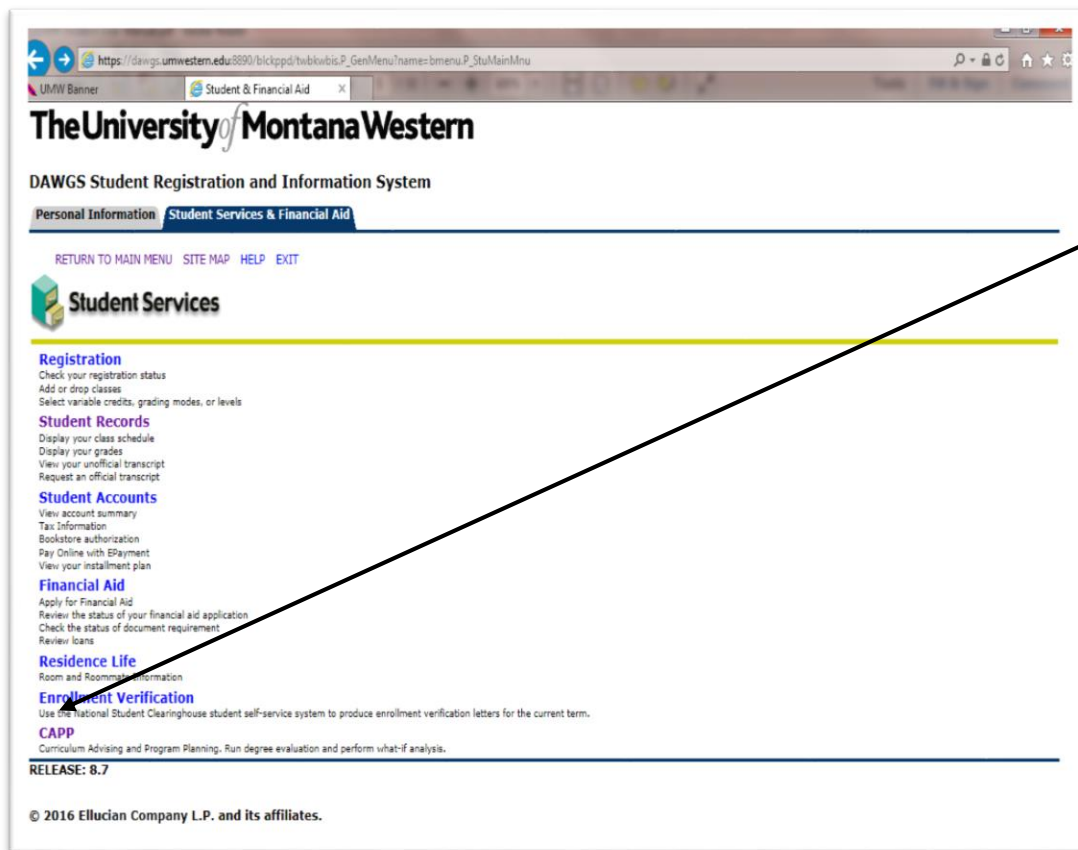 https://dawgs.umwestern.edu:8890/blckppd/twbkwbis.P_GenMenu?name=bmenu.P_StuMainMnu
UMW Banner Student & Financial Aid
The University of Montana Western
DAWGS Student Registration and Information System
Personal Information Student Services & Financial Aid
RETURN TO MAIN MENU SITE MAP HELP EXIT
Student Services
Registration
Check your registration status
Add or drop classes
Select variable credits, grading modes, or levels
Student Records
Display your class schedule
Display your grades
View your unofficial transcript
Request an official transcript
Student Accounts
View account summary
Tax Information
Bookstore authorization
Pay Online with EPayment
View your installment plan
Financial Aid
Apply for Financial Aid
Review the status of your financial aid application
Check the status of document requirement
Review loans
Residence Life
Room and Roommate Information
Enrollment Verification
Use the National Student Clearinghouse student self-service system to produce enrollment verification letters for the current term.
CAPP
Curriculum Advising and Program Planning. Run degree evaluation and perform what-if analysis.
RELEASE: 8.7
© 2016 Ellucian Company L.P. and its affiliates.